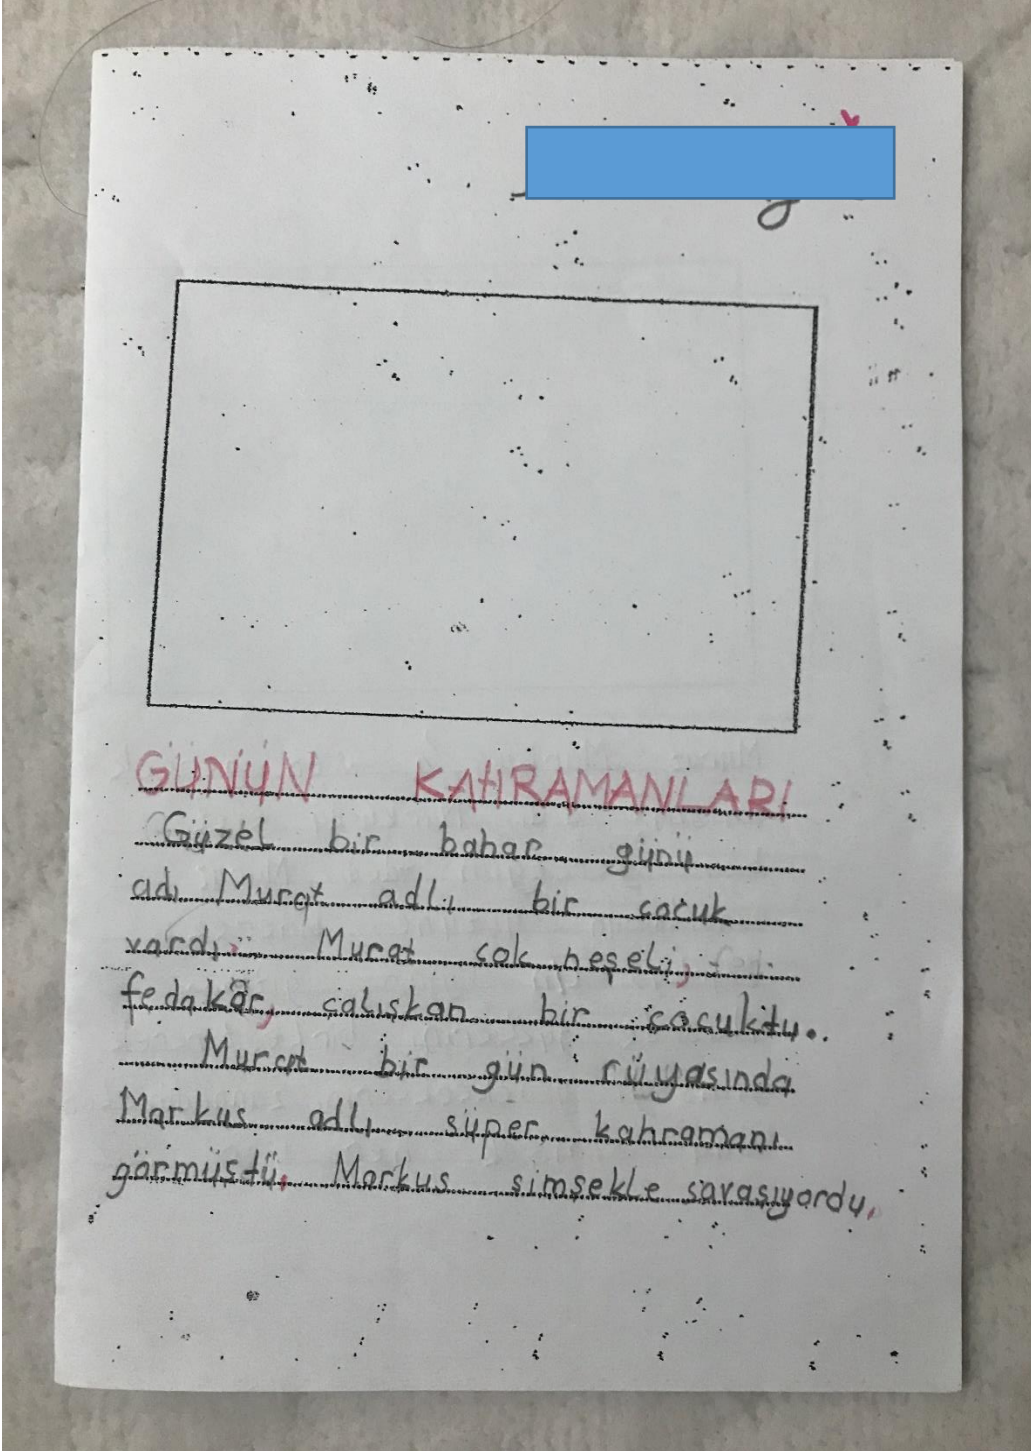 GÜNÜN KAHRAMANLARI
Güzel bir bahar günü
adı Murat adlı bir çocuk
vardı. Murat çok neşeli,
fedakâr, çalışkan bir çocuktu..
Murat bir gün rüyasında
Markus adlı süper kahramanı
görmüştü. Markus şimşekle savaşıyordu.